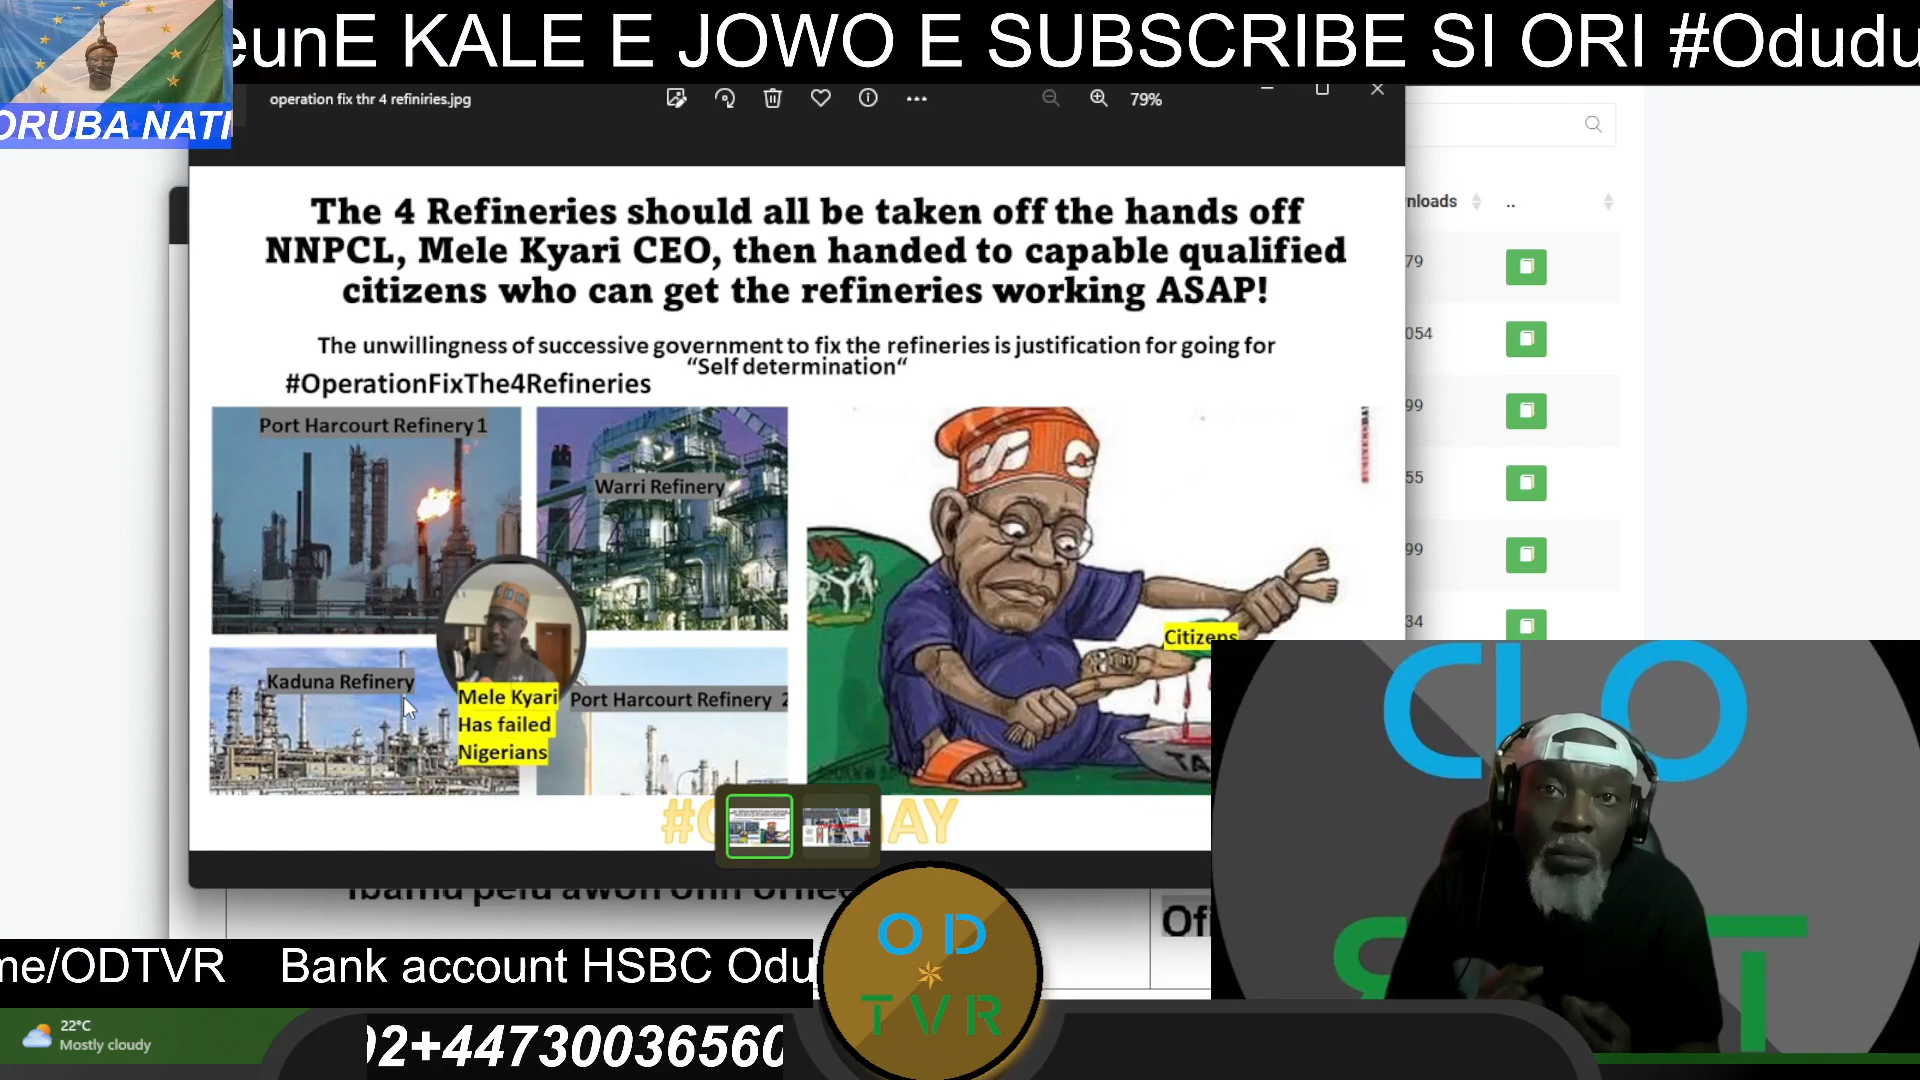 eunE KALE E JOWO E SUBSCRIBE SI ORI #Odudu
ORUBA NATI
operation fix thr 4 refiniries.jpg
79%
The 4 Refineries should all be taken off the hands off
NNPCL, Mele Kyari CEO, then handed to capable qualified
citizens who can get the refineries working ASAP!
The unwillingness of successive government to fix the refineries is justification for going for
“Self determination“
#OperationFixThe4Refineries
Port Harcourt Refinery 1
Warri Refinery
Kaduna Refinery
Mele Kyari
Has failed
Nigerians
Port Harcourt Refinery 2
Citizens
TA
#O
AY
nloads
..
79
054
99
55
99
34
Ofi
me/ODTVR Bank account HSBC Odu
O D
T V R
22°C
Mostly cloudy
02+44730036560